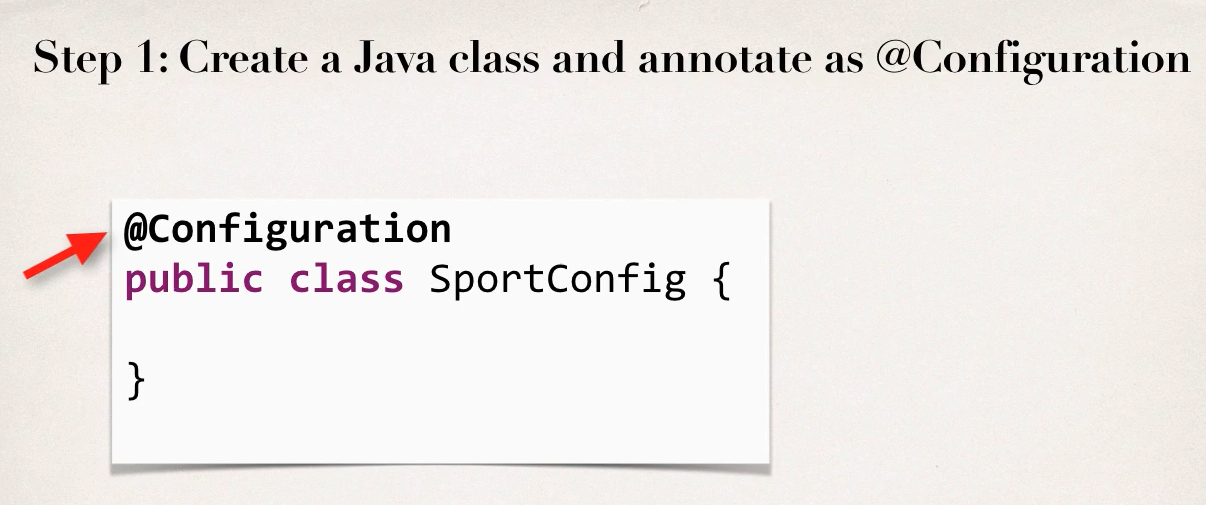 Step 1: Create a Java class and annotate as @Configuration
@Configuration
public class SportConfig {
}